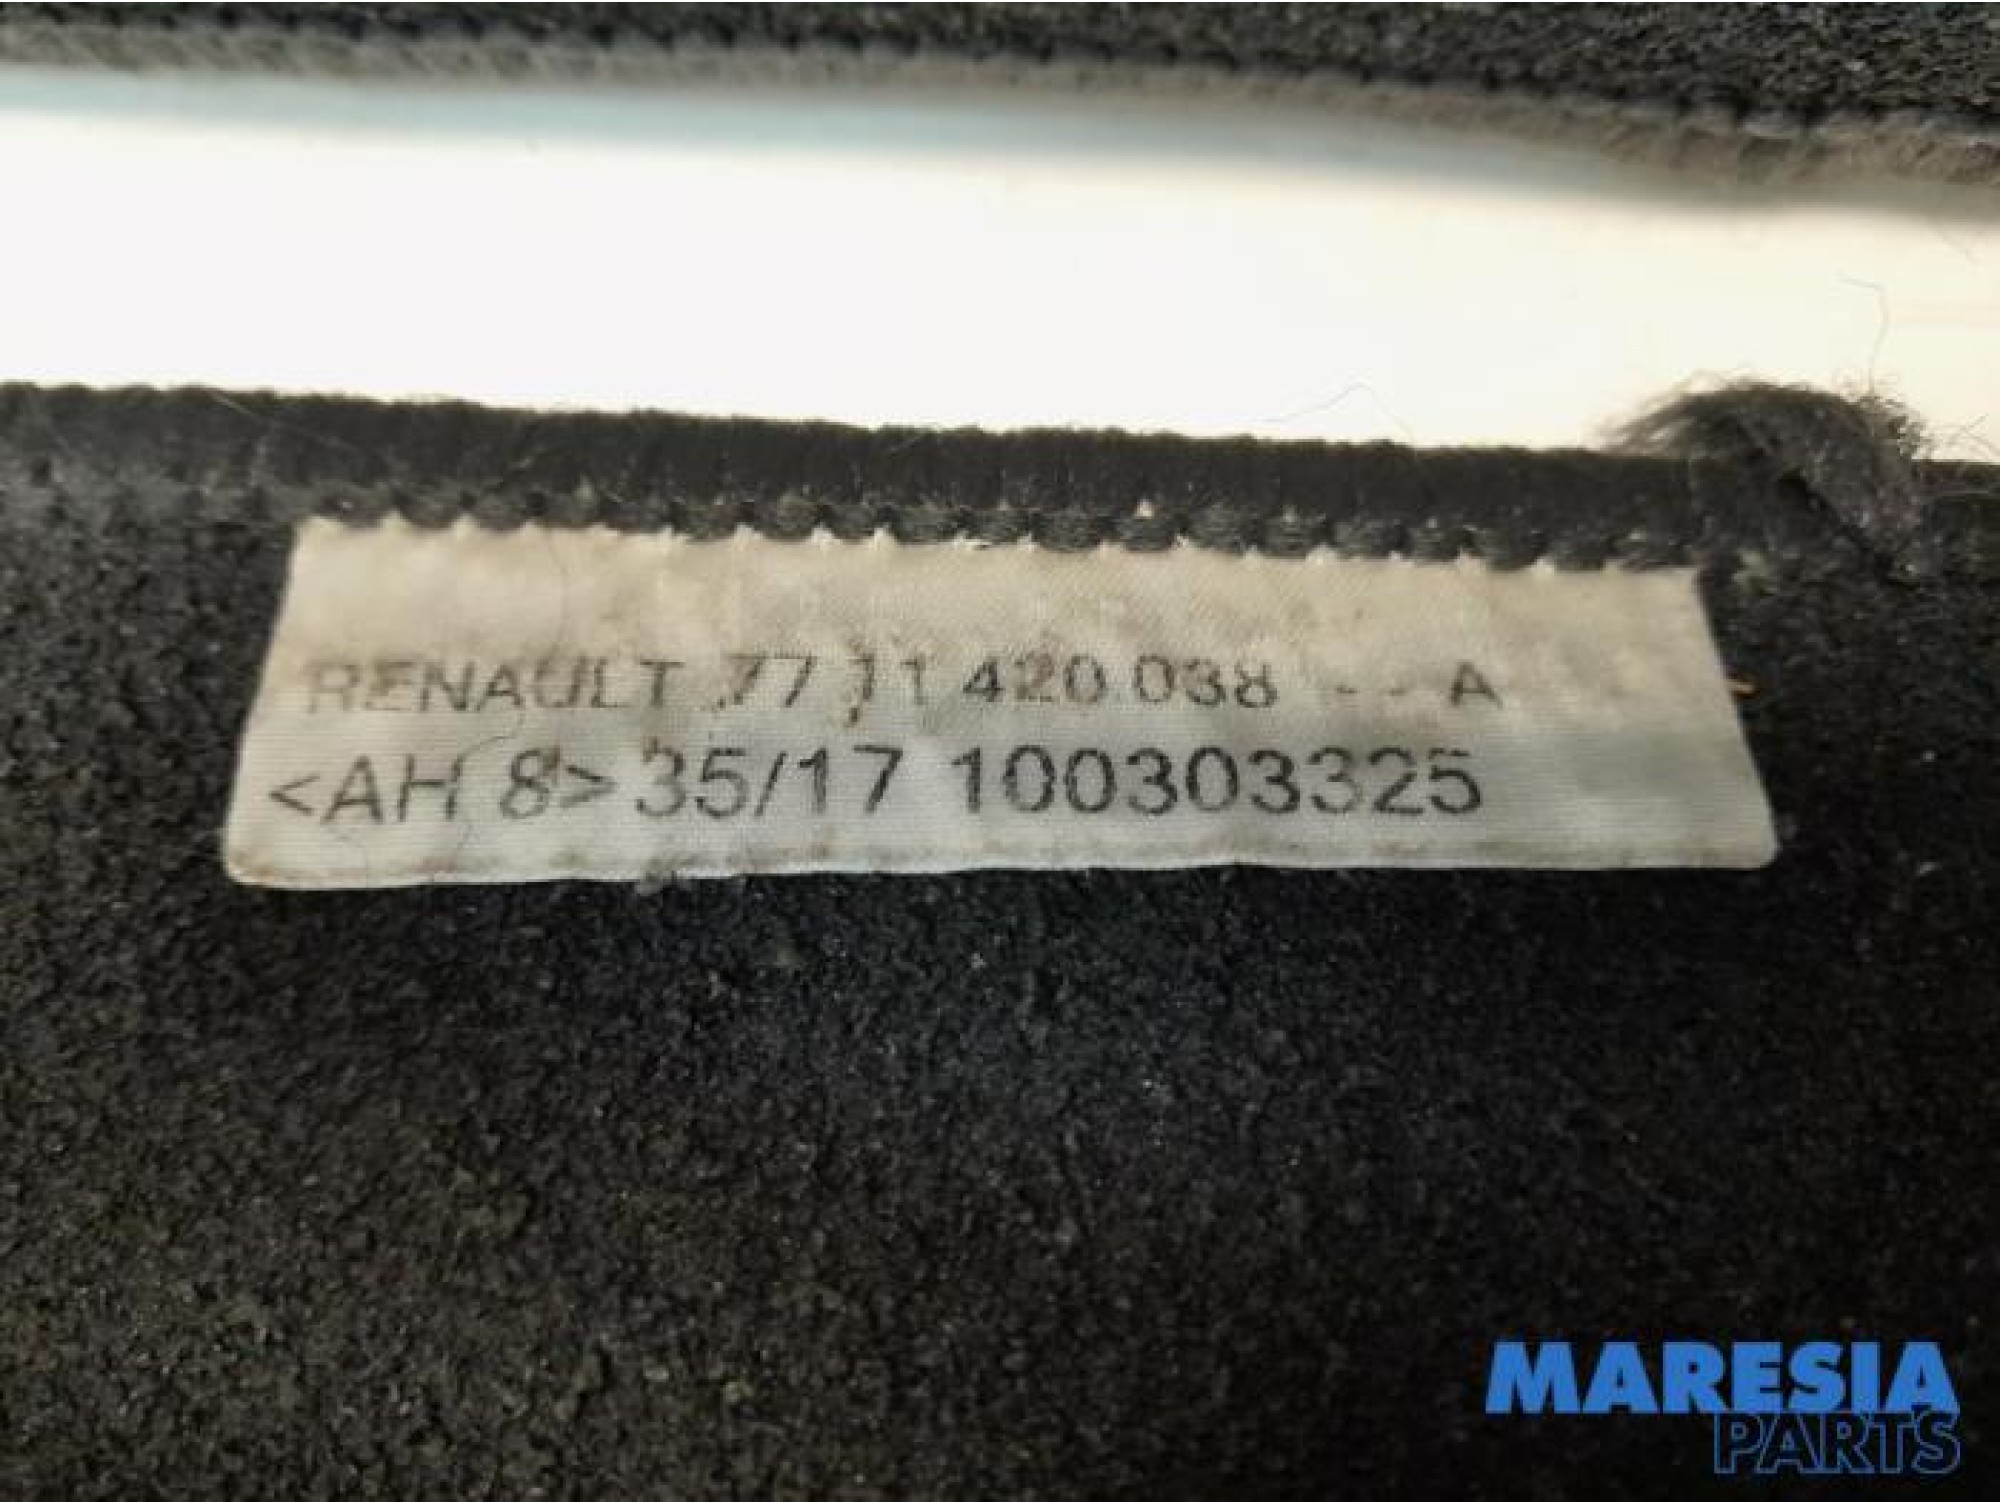 RENAULT 77 11 420 038 - - A
<AH 8> 35/17 100303325
MARESIA
PARTS